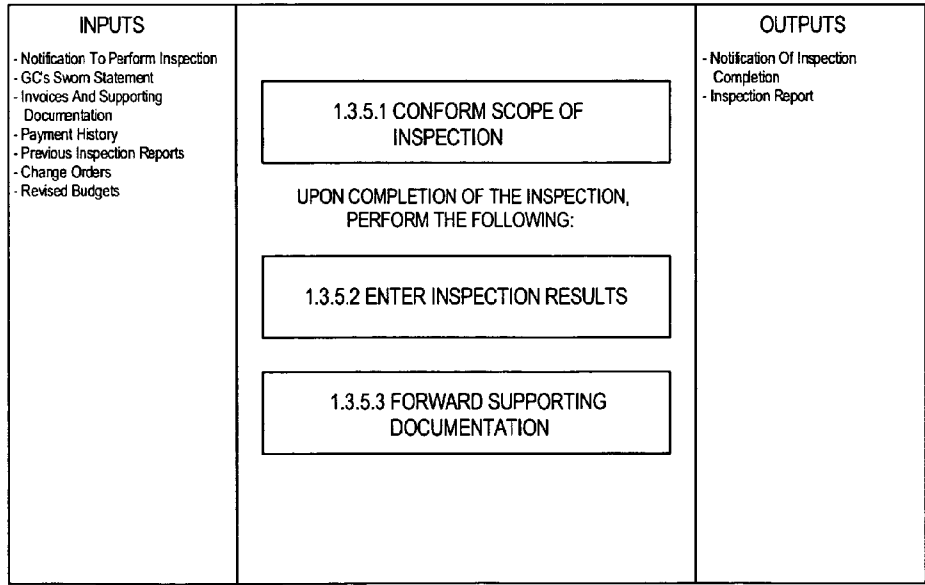 INPUTS
- Notification To Perform Inspection
- GC's Sworn Statement
- Invoices And Supporting
Documentation
- Payment History
- Previous Inspection Reports
- Change Orders
- Revised Budgets
1.3.5.1 CONFORM SCOPE OF
INSPECTION
UPON COMPLETION OF THE INSPECTION,
PERFORM THE FOLLOWING:
1.3.5.2 ENTER INSPECTION RESULTS
1.3.5.3 FORWARD SUPPORTING
DOCUMENTATION
OUTPUTS
- Notification Of Inspection
Completion
- Inspection Report